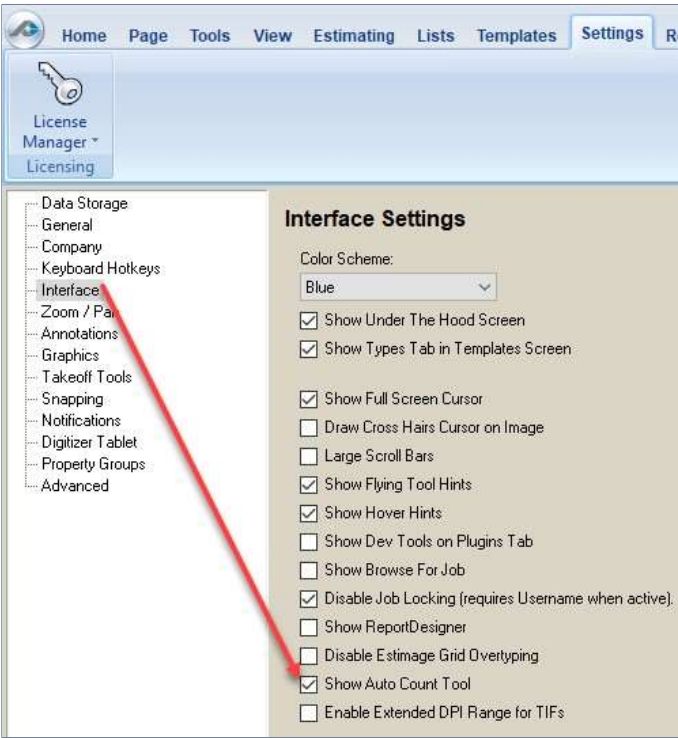 Home Page Tools View Estimating Lists Templates Settings R
License
Manager
Licensing
Data Storage
General
Company
Keyboard Hotkeys
Interface
Zoom / Pan
Annotations
Graphics
Takeoff Tools
Snapping
Notifications
Digitizer Tablet
Property Groups
Advanced
Interface Settings
Color Scheme:
Blue
Show Under The Hood Screen
Show Types Tab in Templates Screen
Show Full Screen Cursor
Draw Cross Hairs Cursor on Image
Large Scroll Bars
Show Flying Tool Hints
Show Hover Hints
Show Dev Tools on Plugins Tab
Show Browse For Job
Disable Job Locking (requires Username when active).
Show ReportDesigner
Disable Estimage Grid Overtyping
Show Auto Count Tool
Enable Extended DPI Range for TIFs